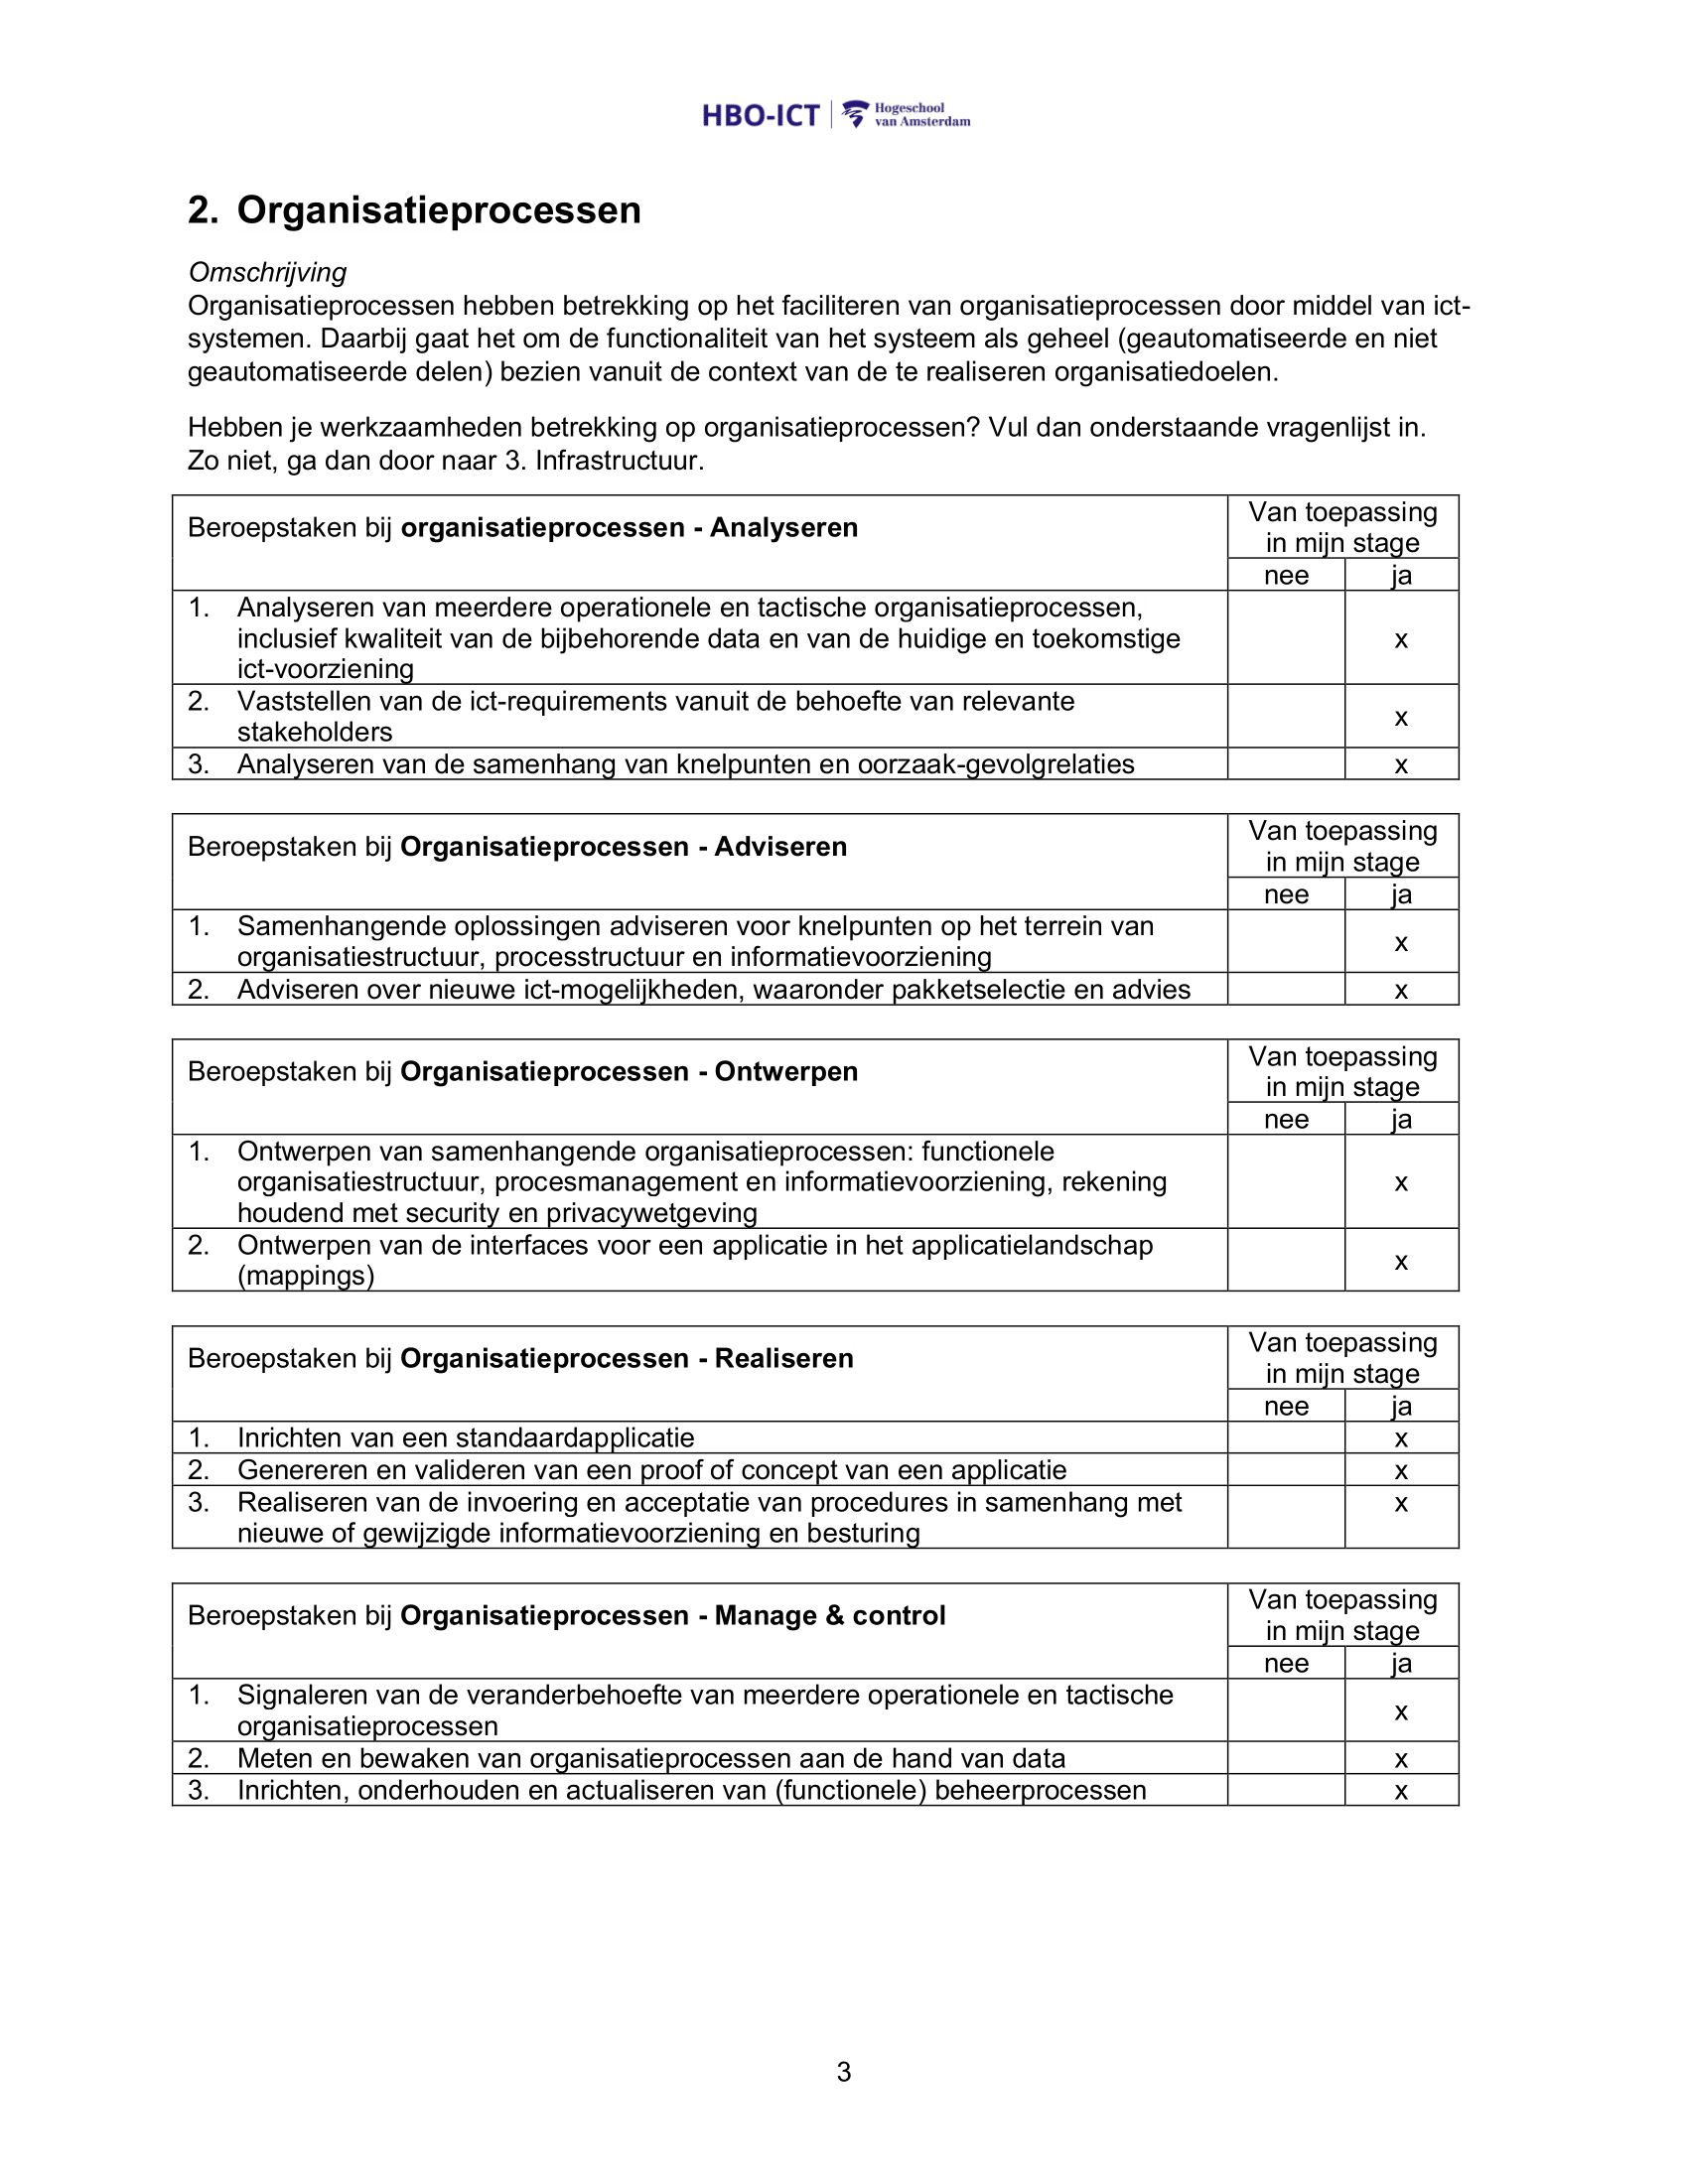 HBO-ICT | Hogeschool
van Amsterdam
2. Organisatieprocessen
Omschrijving
Organisatieprocessen hebben betrekking op het faciliteren van organisatieprocessen door middel van ict-
systemen. Daarbij gaat het om de functionaliteit van het systeem als geheel (geautomatiseerde en niet
geautomatiseerde delen) bezien vanuit de context van de te realiseren organisatiedoelen.
Hebben je werkzaamheden betrekking op organisatieprocessen? Vul dan onderstaande vragenlijst in.
Zo niet, ga dan door naar 3. Infrastructuur.
Beroepstaken bij organisatieprocessen - Analyseren
Van toepassing
in mijn stage
nee ja
1. Analyseren van meerdere operationele en tactische organisatieprocessen,
inclusief kwaliteit van de bijbehorende data en van de huidige en toekomstige x
ict-voorziening
2. Vaststellen van de ict-requirements vanuit de behoefte van relevante
stakeholders x
3. Analyseren van de samenhang van knelpunten en oorzaak-gevolgrelaties x
Beroepstaken bij Organisatieprocessen - Adviseren
Van toepassing
in mijn stage
nee ja
1. Samenhangende oplossingen adviseren voor knelpunten op het terrein van
organisatiestructuur, processtructuur en informatievoorziening x
2. Adviseren over nieuwe ict-mogelijkheden, waaronder pakketselectie en advies x
Beroepstaken bij Organisatieprocessen - Ontwerpen
Van toepassing
in mijn stage
nee ja
1. Ontwerpen van samenhangende organisatieprocessen: functionele
organisatiestructuur, procesmanagement en informatievoorziening, rekening x
houdend met security en privacywetgeving
2. Ontwerpen van de interfaces voor een applicatie in het applicatielandschap
(mappings) x
Beroepstaken bij Organisatieprocessen - Realiseren
Van toepassing
in mijn stage
nee ja
1. Inrichten van een standaardapplicatie x
2. Genereren en valideren van een proof of concept van een applicatie x
3. Realiseren van de invoering en acceptatie van procedures in samenhang met x
nieuwe of gewijzigde informatievoorziening en besturing
Beroepstaken bij Organisatieprocessen - Manage & control
Van toepassing
in mijn stage
nee ja
1. Signaleren van de veranderbehoefte van meerdere operationele en tactische
organisatieprocessen x
2. Meten en bewaken van organisatieprocessen aan de hand van data x
3. Inrichten, onderhouden en actualiseren van (functionele) beheerprocessen x
3